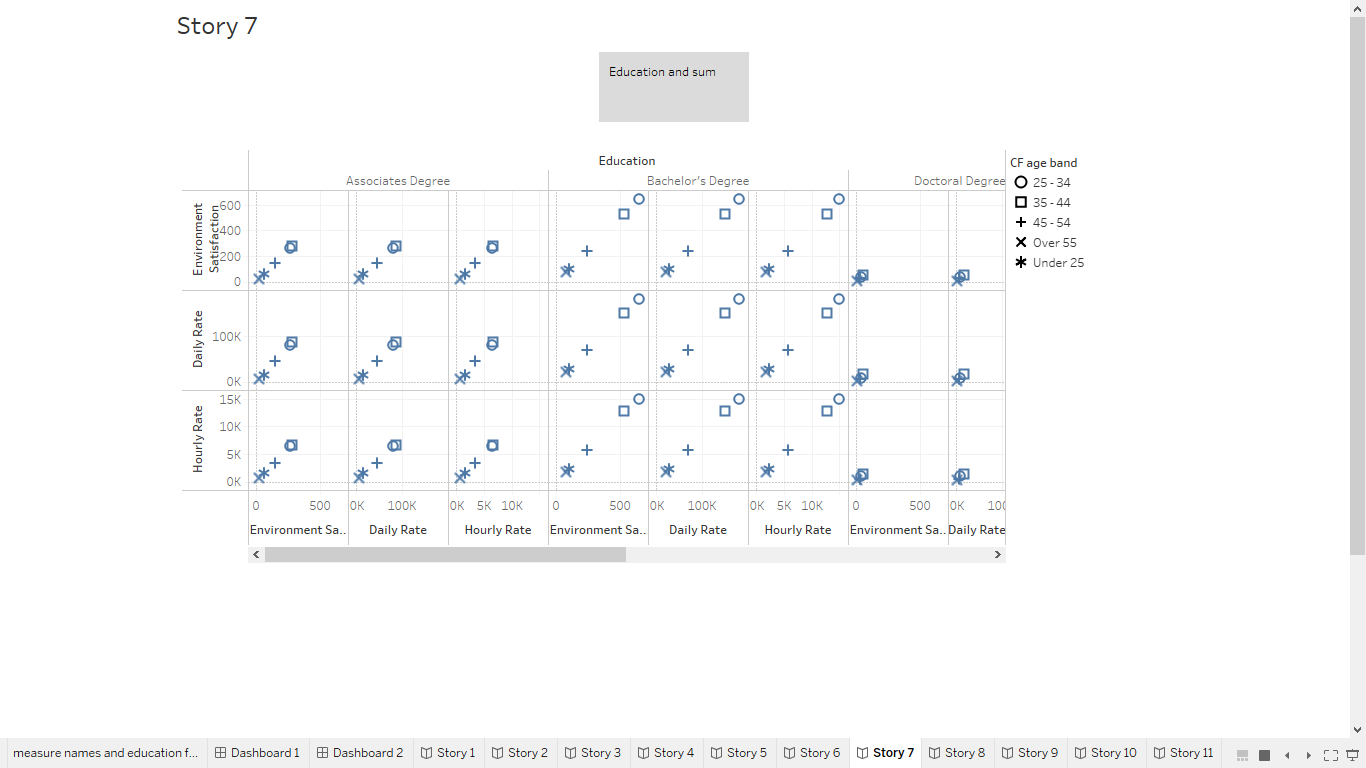 Story 7
Education and sum
Education
Associates Degree Bachelor's Degree Doctoral Degree
CF age band
25 - 34
35 - 44
45 - 54
Over 55
Under 25
Environment
Satisfaction
600
400
200
0
Daily Rate
100K
0K
Hourly Rate
15K
10K
5K
0K
0 500 0K 100K 0K 5K 10K 0 500 0K 100K 0K 5K 10K 0 500 0K 100
Environment Sa.. Daily Rate Hourly Rate Environment Sa.. Daily Rate Hourly Rate Environment Sa.. Daily Rate
measure names and education f... Dashboard 1 Dashboard 2 Story 1 Story 2 Story 3 Story 4 Story 5 Story 6 Story 7 Story 8 Story 9 Story 10 Story 11